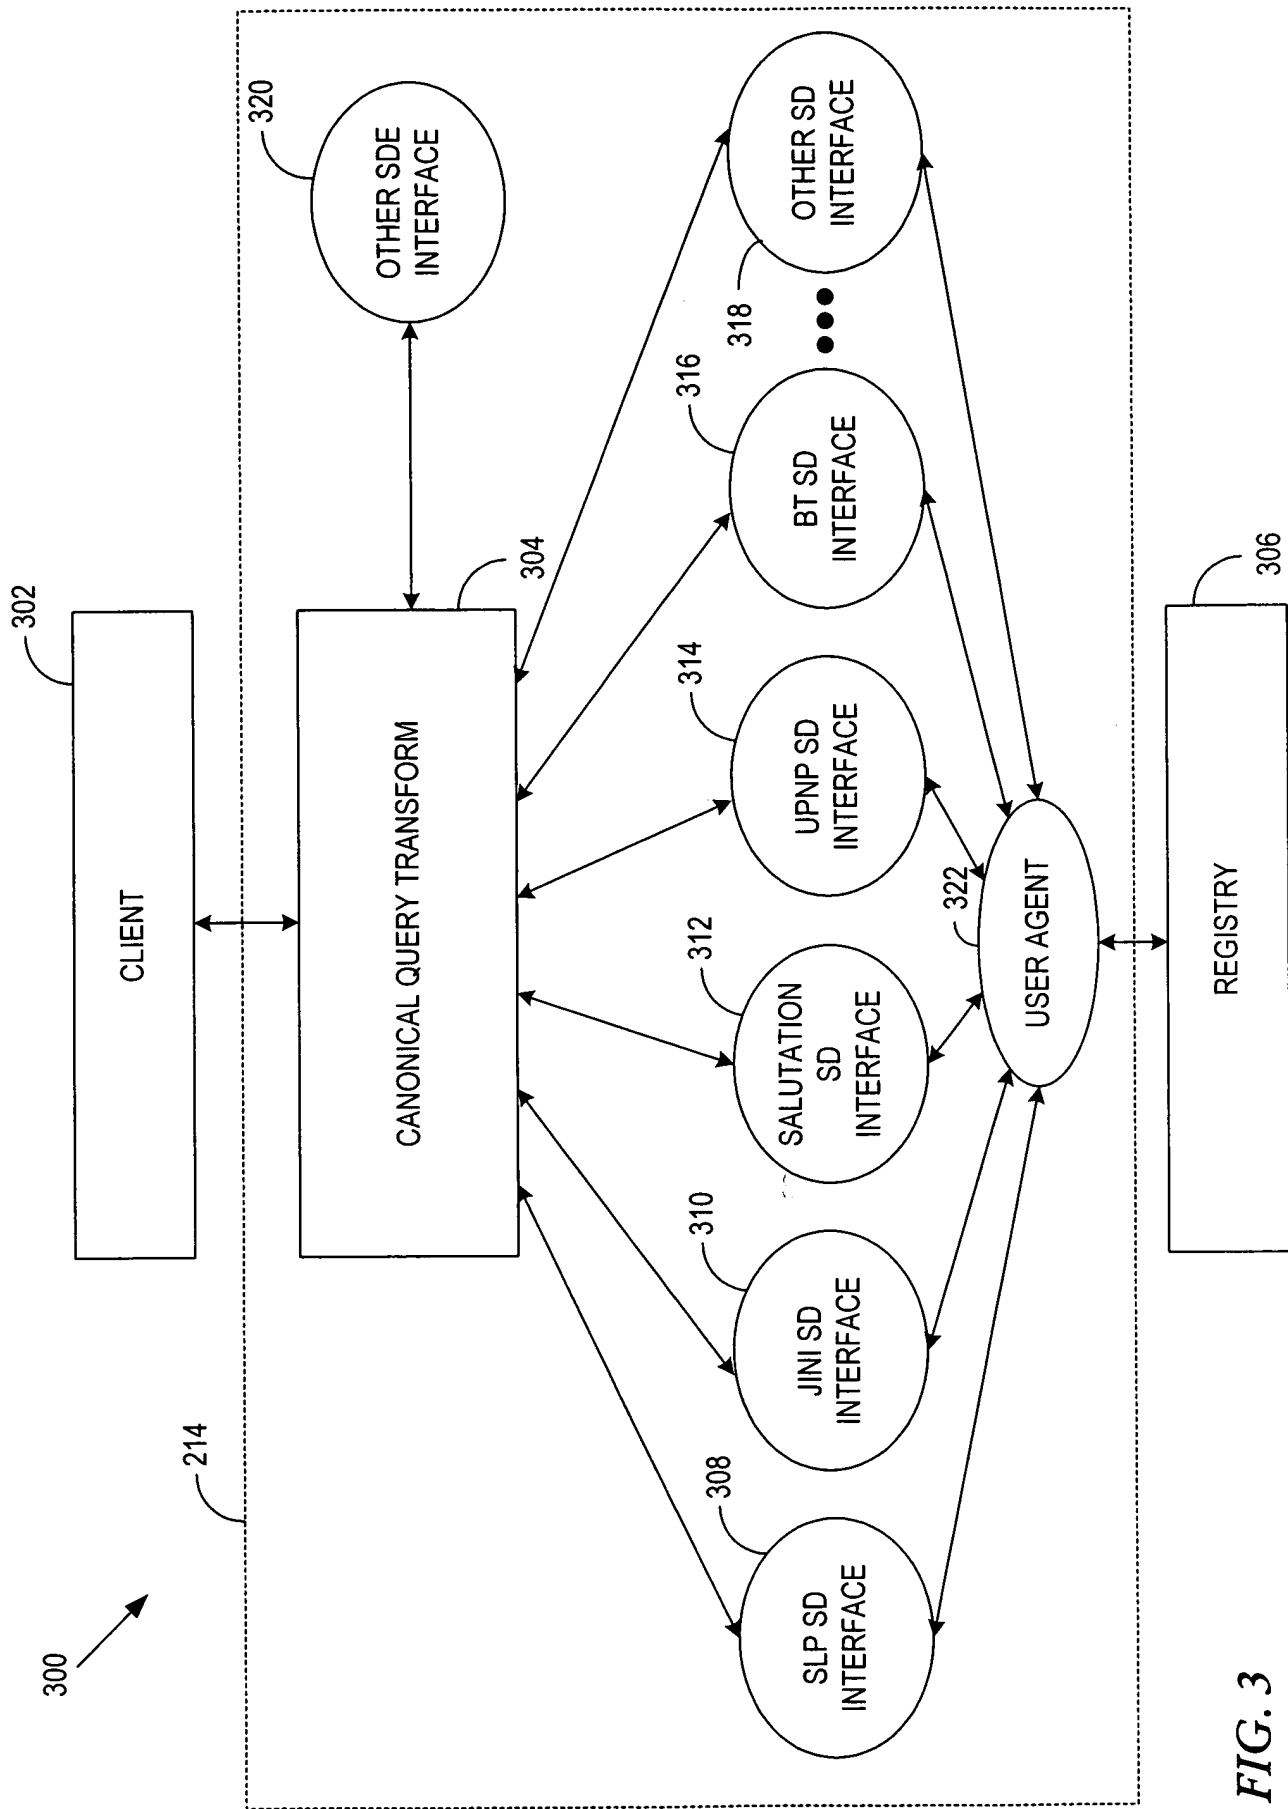 300
214
302
CLIENT
304
CANONICAL QUERY TRANSFORM
320
OTHER SDE
INTERFACE
308
SLP SD
INTERFACE
310
JINI SD
INTERFACE
312
SALUTATION
SD
INTERFACE
314
UPNP SD
INTERFACE
316
BT SD
INTERFACE
318
OTHER SD
INTERFACE
322
USER AGENT
306
REGISTRY
FIG. 3